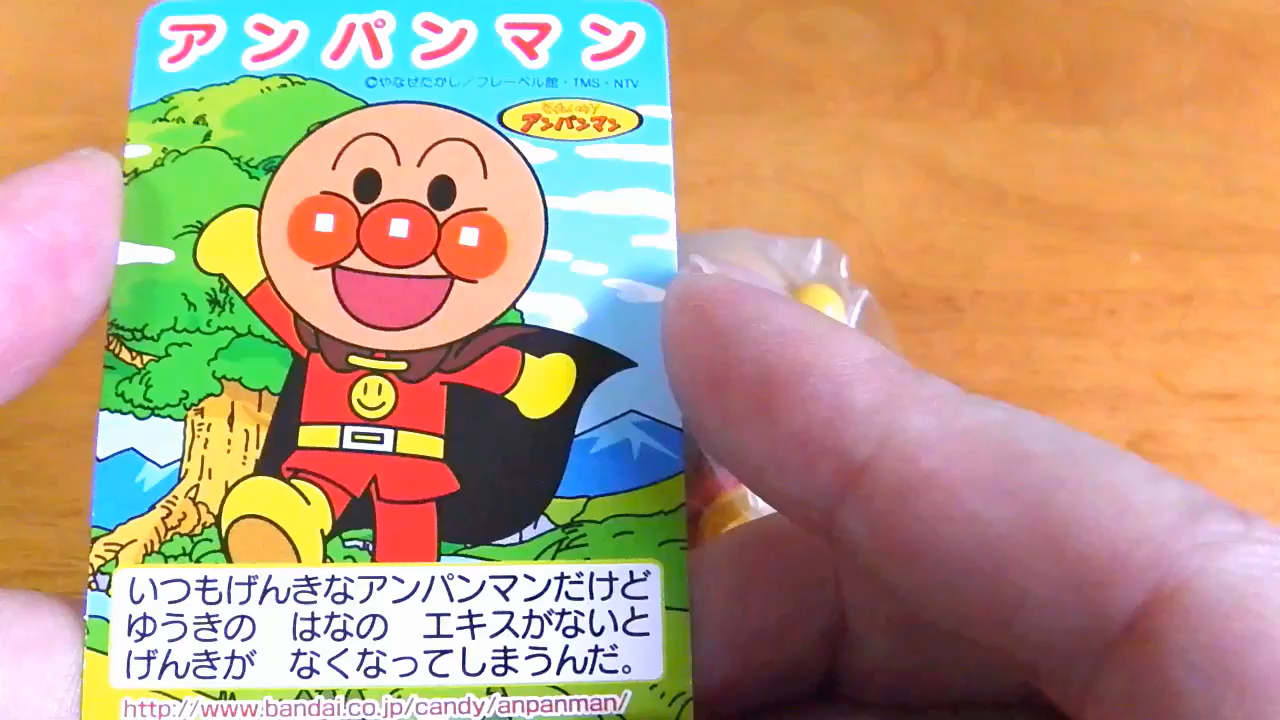 アンパンマン
©やなせたかし／フレーベル館・TMS・NTV
それいけ!
アンパンマン
いつもげんきなアンパンマンだけど
ゆうきの　はなの　エキスがないと
げんきが　なくなってしまうんだ。
http://www.bandai.co.jp/candy/anpanman/